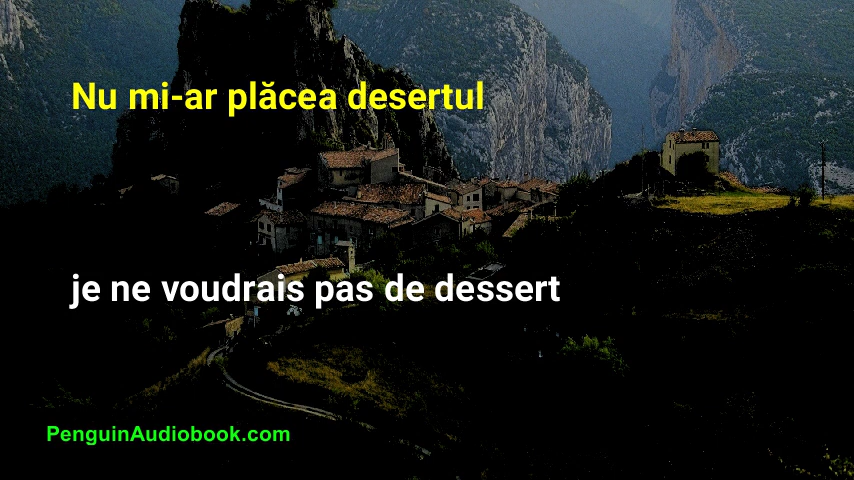 Nu mi-ar plăcea desertul
je ne voudrais pas de dessert
PenguinAudiobook.com